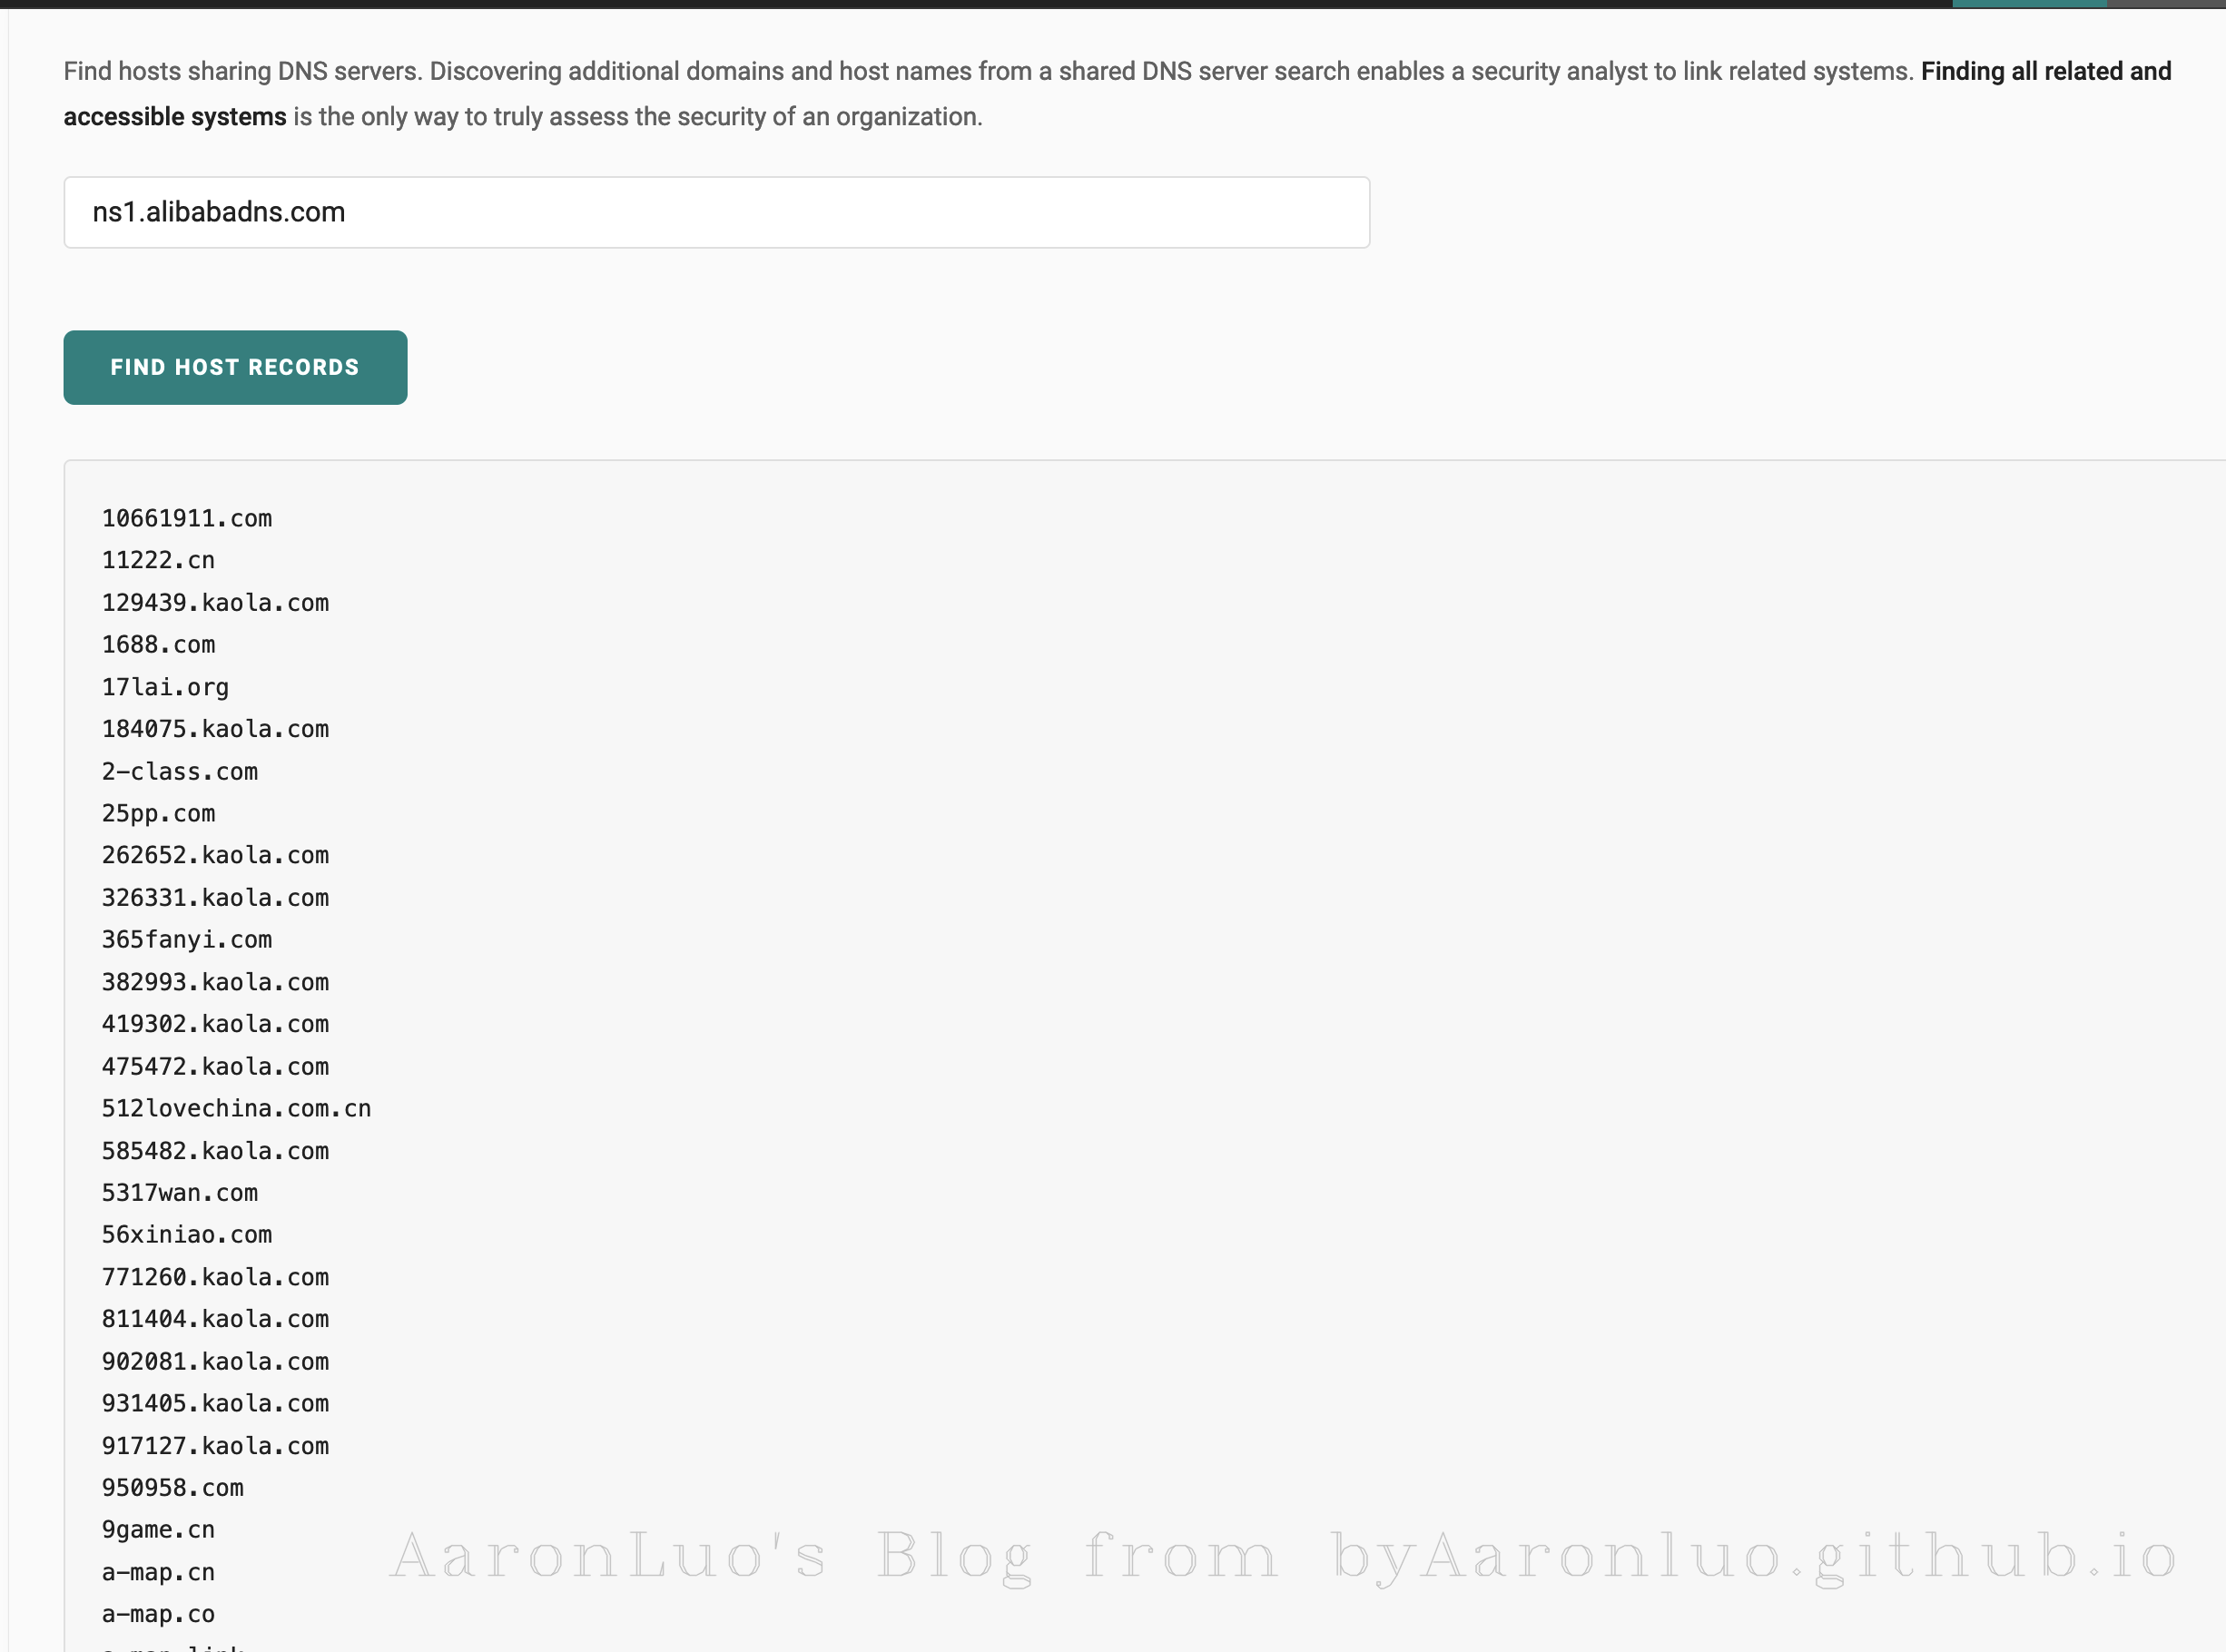 Find hosts sharing DNS servers. Discovering additional domains and host names from a shared DNS server search enables a security analyst to link related systems. Finding all related and
accessible systems is the only way to truly assess the security of an organization.
ns1.alibabadns.com
FIND HOST RECORDS
10661911.com
11222.cn
129439.kaola.com
1688.com
17lai.org
184075.kaola.com
2-class.com
25pp.com
262652.kaola.com
326331.kaola.com
365fanyi.com
382993.kaola.com
419302.kaola.com
475472.kaola.com
512lovechina.com.cn
585482.kaola.com
5317wan.com
56xiniao.com
771260.kaola.com
811404.kaola.com
902081.kaola.com
931405.kaola.com
917127.kaola.com
950958.com
9game.cn
a-map.cn
a-map.co
AaronLuo's Blog from byAaronluo.github.io